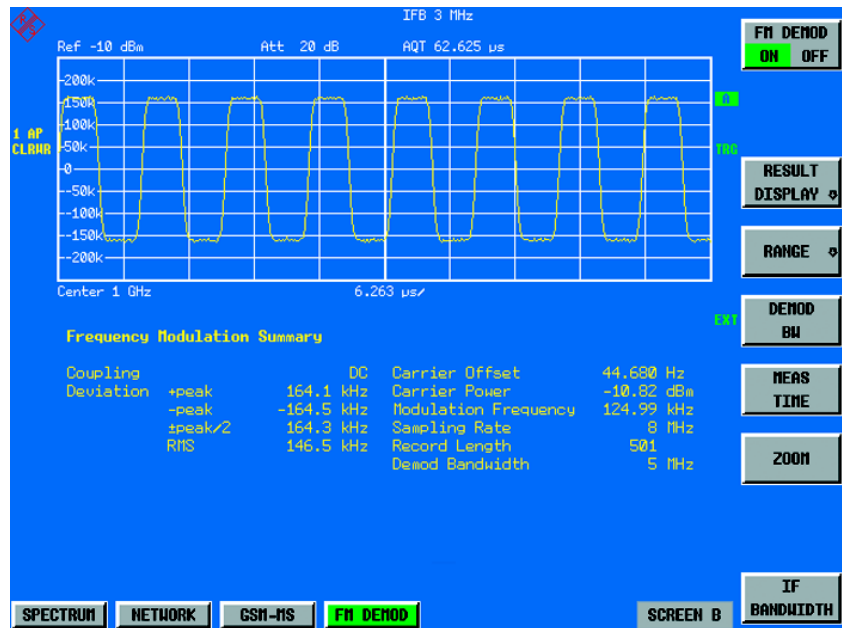 IFB 3 MHz
Ref -10 dBm Att 20 dB AQT 62.625 µs
FM DEMOD
ON OFF
-200k
-150k
-100k
-50k
-0
--50k
--100k
--150k
--200k
1 AP
CLRWR
A
TRG
EXT
Center 1 GHz 6.263 µs/
RESULT
DISPLAY
RANGE
DEMOD
BW
MEAS
TIME
ZOOM
IF
BANDWIDTH
Frequency Modulation Summary
Coupling DC Carrier Offset 44.680 Hz
Deviation +peak 164.1 kHz Carrier Power -10.82 dBm
-peak -164.5 kHz Modulation Frequency 124.99 kHz
±peak/2 164.3 kHz Sampling Rate 8 MHz
RMS 146.5 kHz Record Length 501
Demod Bandwidth 5 MHz
SPECTRUM NETWORK GSM-MS FM DEMOD SCREEN B